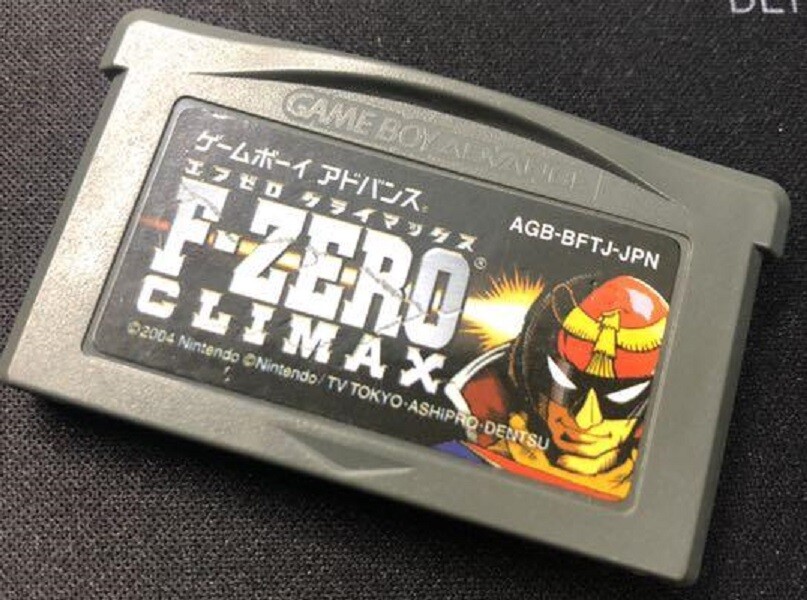 GAME BOY ADVANCE
ゲームボーイ アドバンス
エフゼロ クライマックス
AGB-BFTJ-JPN
F-ZERO®
CLIMAX
©2004 Nintendo ©Nintendo/TV TOKYO·ASHIPRO·DENTSU